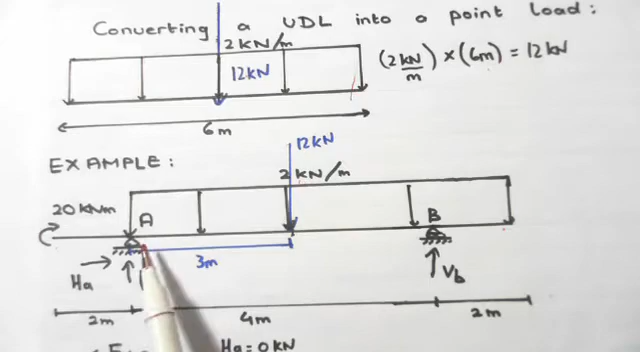 Converting a UDL into a point load:
2kN/m
12kN
(2kN/m) × (6m) = 12kN
6m
EXAMPLE:
12kN
2kN/m
20kNm
A
B
3m
Ha
Vb
2m
4m
2m
Ha=0kN